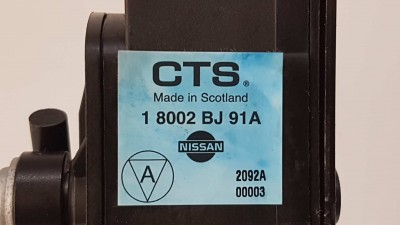 CTS®
Made in Scotland
1 8002 BJ 91A
NISSAN
A
2092A
00003